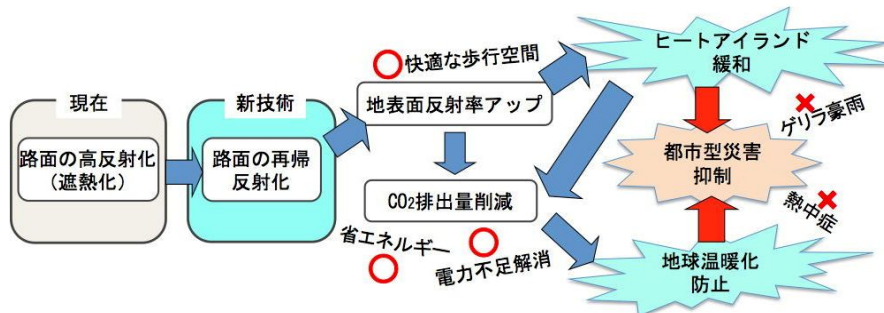 現在
路面の高反射化
(遮熱化)
新技術
路面の再帰
反射化
快適な歩行空間
地表面反射率アップ
CO2排出量削減
省エネルギー
電力不足解消
ヒートアイランド
緩和
ゲリラ豪雨
都市型災害
抑制
熱中症
地球温暖化
防止